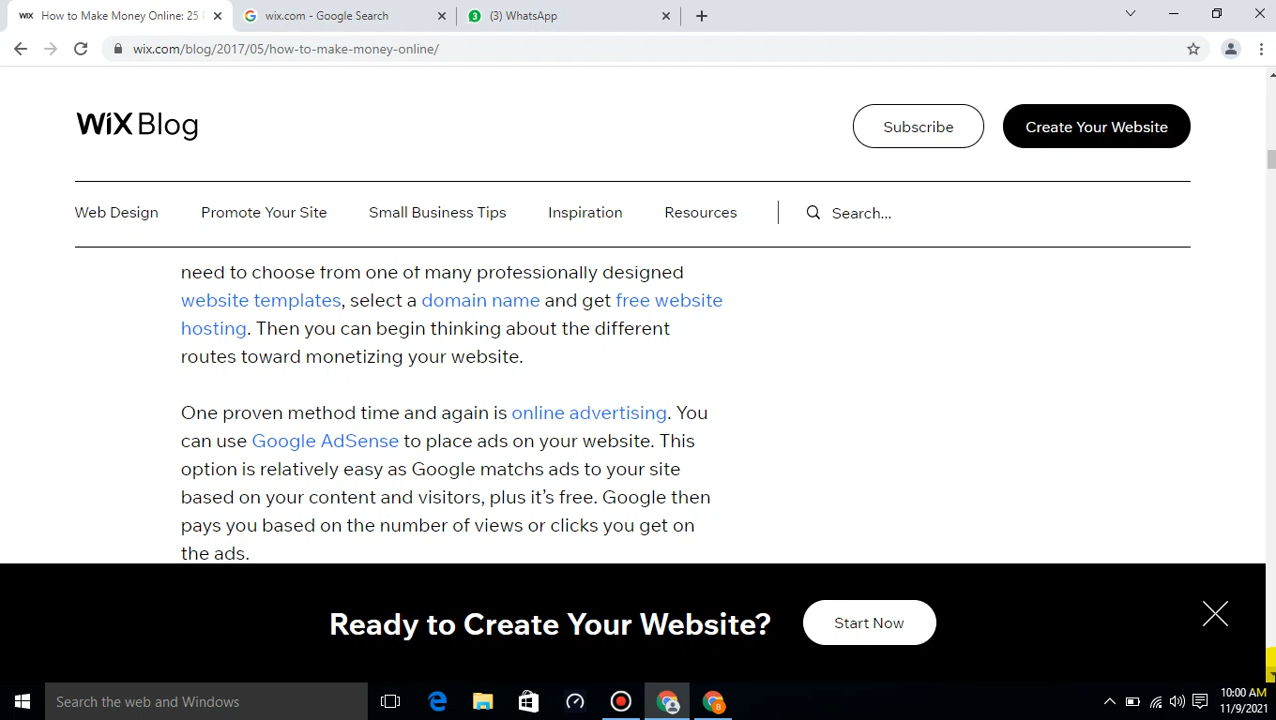 WiX How to Make Money Online: 25
wix.com - Google Search
3 (3) WhatsApp
wix.com/blog/2017/05/how-to-make-money-online/
WiX Blog
Subscribe
Create Your Website
Web Design
Promote Your Site
Small Business Tips
Inspiration
Resources
Search...
need to choose from one of many professionally designed
website templates, select a domain name and get free website
hosting. Then you can begin thinking about the different
routes toward monetizing your website.
One proven method time and again is online advertising. You
can use Google AdSense to place ads on your website. This
option is relatively easy as Google matchs ads to your site
based on your content and visitors, plus it’s free. Google then
pays you based on the number of views or clicks you get on
the ads.
Ready to Create Your Website?
Start Now
Search the web and Windows
B
10:00 AM
11/9/2021